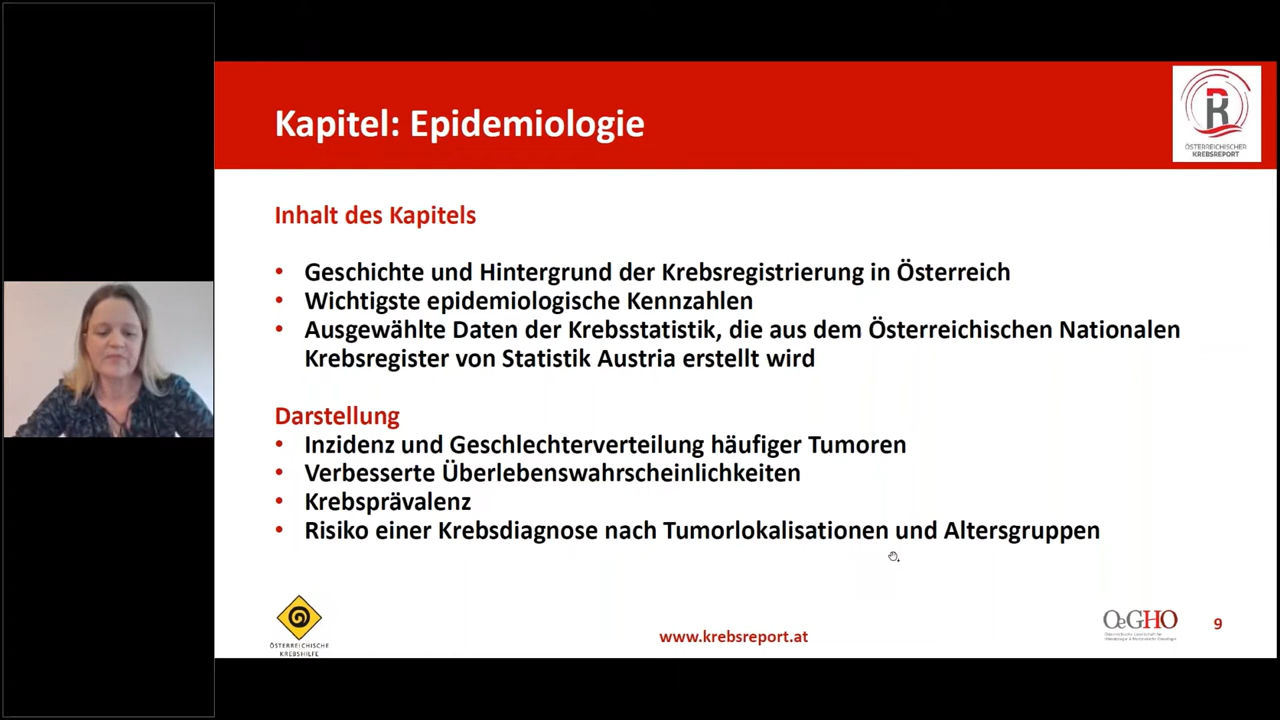 Kapitel: Epidemiologie
ÖSTERREICHISCHER
KREBSREPORT
Inhalt des Kapitels
• Geschichte und Hintergrund der Krebsregistrierung in Österreich
• Wichtigste epidemiologische Kennzahlen
• Ausgewählte Daten der Krebsstatistik, die aus dem Österreichischen Nationalen
Krebsregister von Statistik Austria erstellt wird
Darstellung
• Inzidenz und Geschlechterverteilung häufiger Tumoren
• Verbesserte Überlebenswahrscheinlichkeiten
• Krebsprävalenz
• Risiko einer Krebsdiagnose nach Tumorlokalisationen und Altersgruppen
ÖSTERREICHISCHE
KREBSHILFE
www.krebsreport.at
OeGHO
9